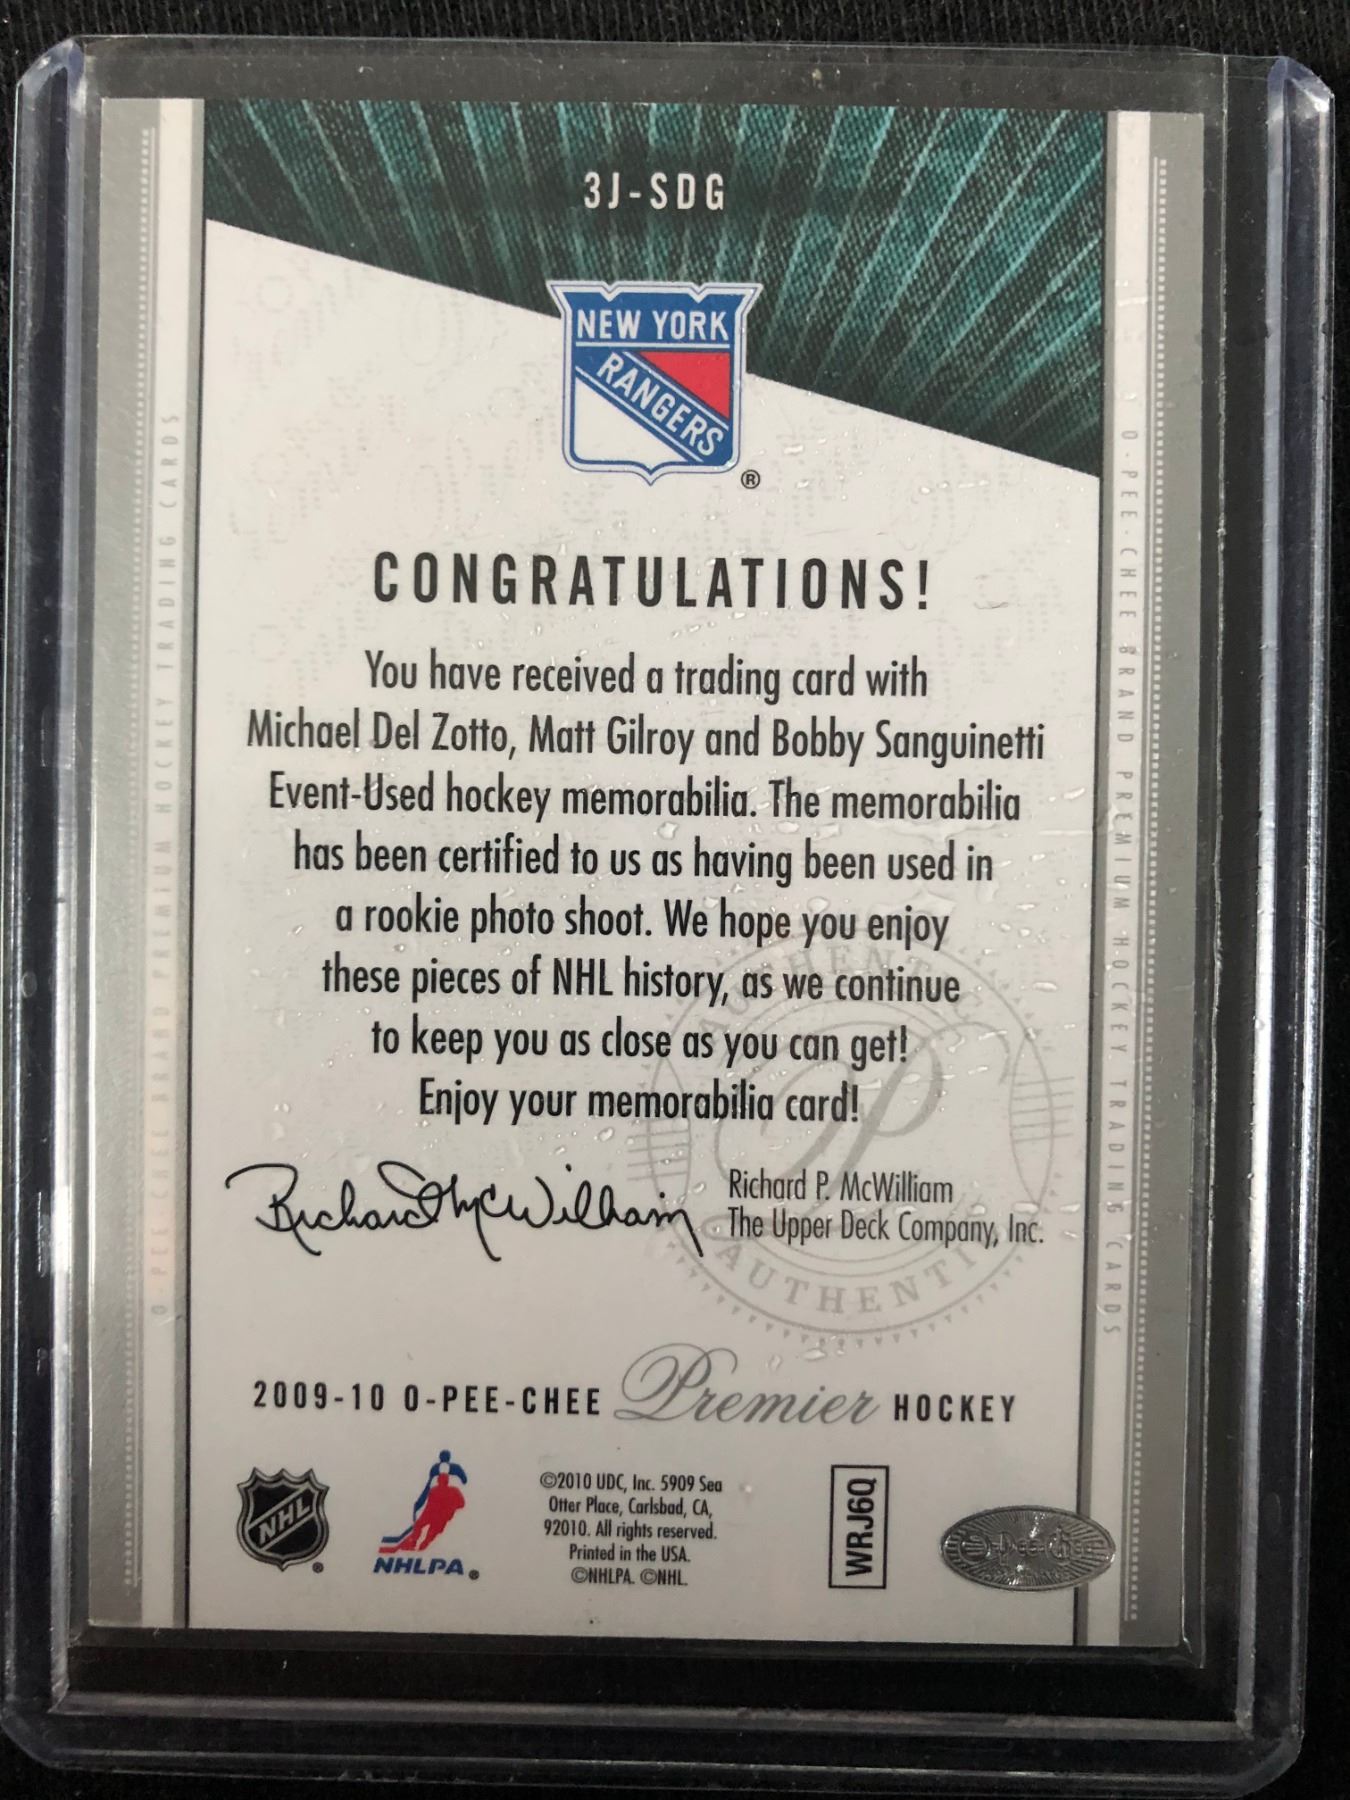 3J-SDG
NEW YORK
RANGERS
®
CONGRATULATIONS!
You have received a trading card with
Michael Del Zotto, Matt Gilroy and Bobby Sanguinetti
Event-Used hockey memorabilia. The memorabilia
has been certified to us as having been used in
a rookie photo shoot. We hope you enjoy
these pieces of NHL history, as we continue
to keep you as close as you can get!
Enjoy your memorabilia card!
Richard McWilliam
Richard P. McWilliam
The Upper Deck Company, Inc.
AUTHENTIC
P
AUTHENTI
2009-10 O-PEE-CHEE Premier HOCKEY
NHL
®
NHLPA®
©2010 UDC, Inc. 5909 Sea
Otter Place, Carlsbad, CA,
92010. All rights reserved.
Printed in the USA.
©NHLPA. ©NHL.
WRJ6Q
O-Pee-Chee
O-PEE-CHEE BRAND PREMIUM HOCKEY TRADING CARDS
O-PEE-CHEE BRAND PREMIUM HOCKEY TRADING CARDS